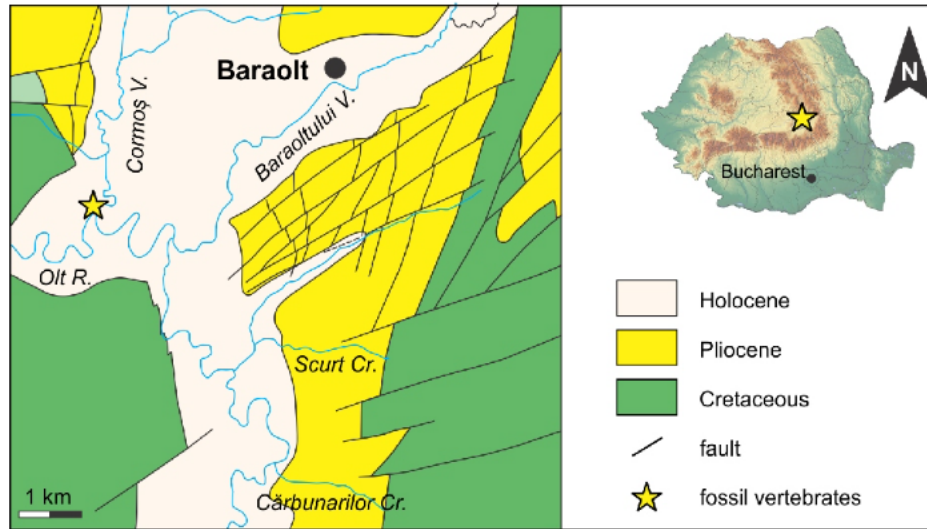 Baraolt
Cormoș V.
Baraoltului V.
Olt R.
Scurt Cr.
Cărbunarilor Cr.
1 km
N
Bucharest
Holocene
Pliocene
Cretaceous
fault
fossil vertebrates